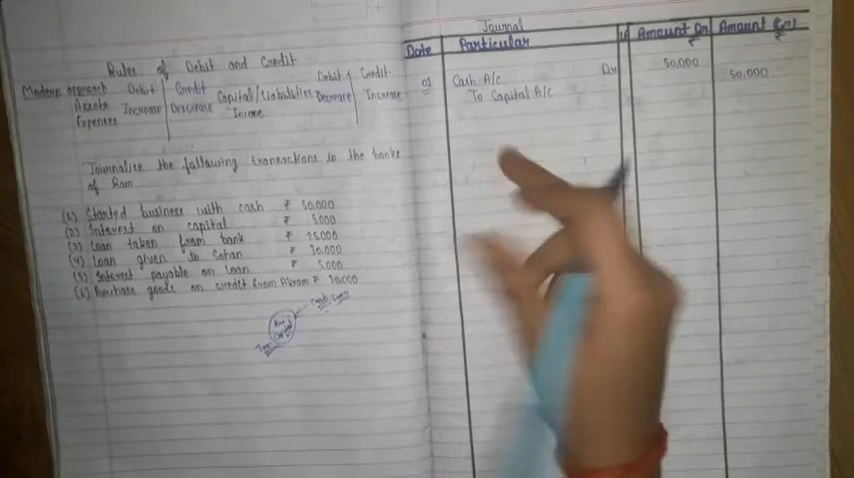 Rules of Debit and Credit
Modern approach Debit Credit Capital/Liabilities Debit Credit
Assets Increase Decrease Income Decrease Increase
Expenses
Journalise the following transactions in the books
of Ram
(1) Started business with cash ₹ 50,000
(2) Interest on capital ₹ 5,000
(3) Loan taken from bank ₹ 25,000
(4) Loan given to Sohan ₹ 30,000
(5) Interest payable on Loan ₹ 5,000
(6) Purchase goods on credit from Akram ₹ 10,000
Capital
Journal
Date Particular Amount Dr ₹ Amount (Cr) ₹
01 Cash A/c Dr 50,000
To Capital A/c 50,000